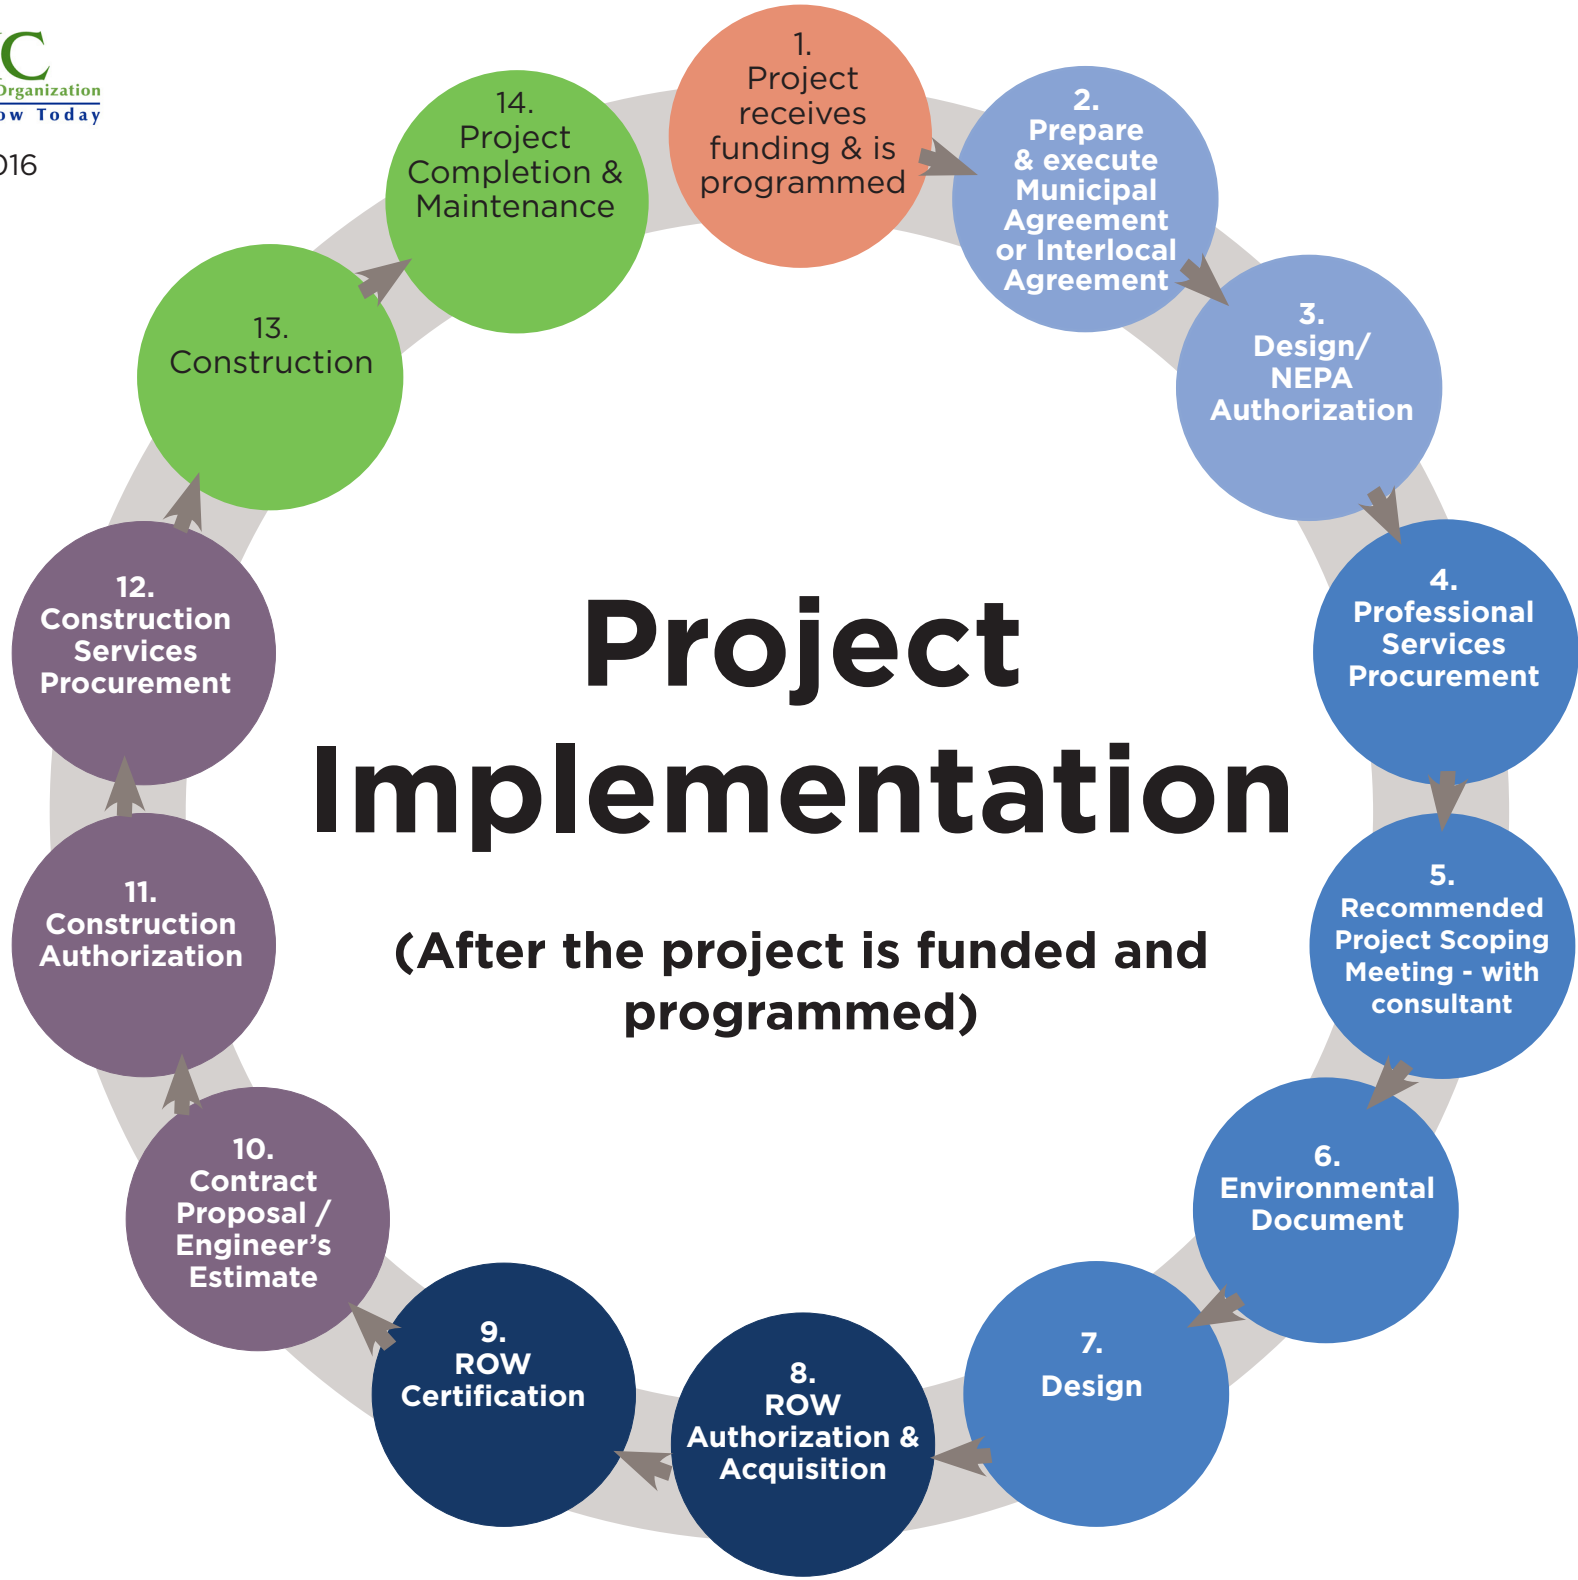 C
Organization
ow Today
016
1.
Project
receives
funding & is
programmed
2.
Prepare
& execute
Municipal
Agreement
or Interlocal
Agreement
3.
Design/
NEPA
Authorization
4.
Professional
Services
Procurement
5.
Recommended
Project Scoping
Meeting - with
consultant
6.
Environmental
Document
7.
Design
8.
ROW
Authorization &
Acquisition
9.
ROW
Certification
10.
Contract
Proposal /
Engineer’s
Estimate
11.
Construction
Authorization
12.
Construction
Services
Procurement
13.
Construction
14.
Project
Completion &
Maintenance
Project
Implementation
(After the project is funded and
programmed)